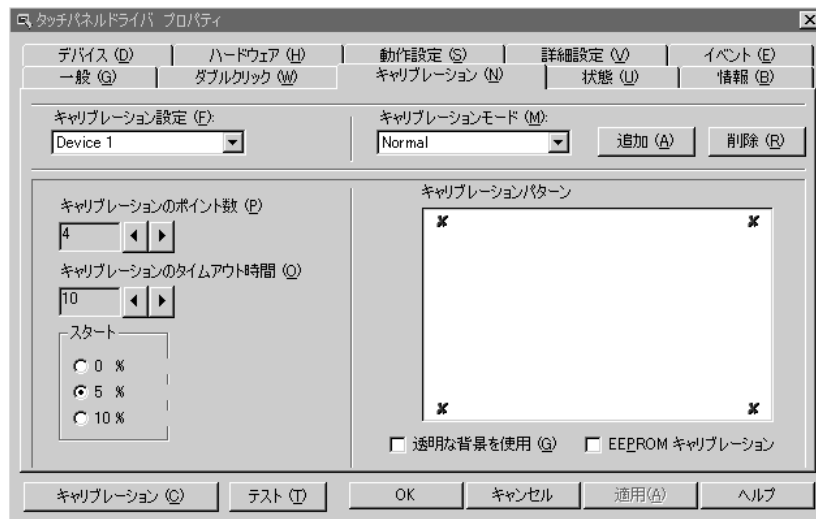 タッチパネルドライバ プロパティ
デバイス (D) ハードウェア (H) 動作設定 (S) 詳細設定 (V) イベント (E)
一般 (G) ダブルクリック (W) キャリブレーション (N) 状態 (U) 情報 (B)
キャリブレーション設定 (F): キャリブレーションモード (M):
Device 1 Normal 追加 (A) 削除 (R)
キャリブレーションのポイント数 (P) キャリブレーションパターン
4
キャリブレーションのタイムアウト時間 (O)
10
スタート
0 %
5 %
10 %
透明な背景を使用 (G) EEPROM キャリブレーション
キャリブレーション (C) テスト (T) OK キャンセル 適用(A) ヘルプ